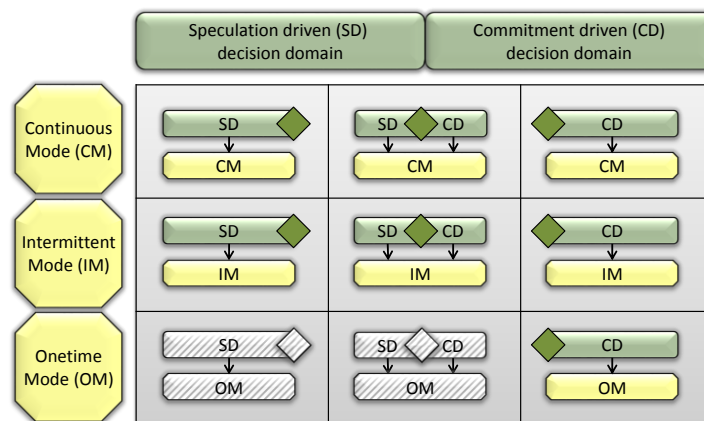 Speculation driven (SD)
decision domain
Commitment driven (CD)
decision domain
Continuous
Mode (CM)
SD
CM
SD CD
CM
CD
CM
Intermittent
Mode (IM)
SD
IM
SD CD
IM
CD
IM
Onetime
Mode (OM)
SD
OM
SD CD
OM
CD
OM